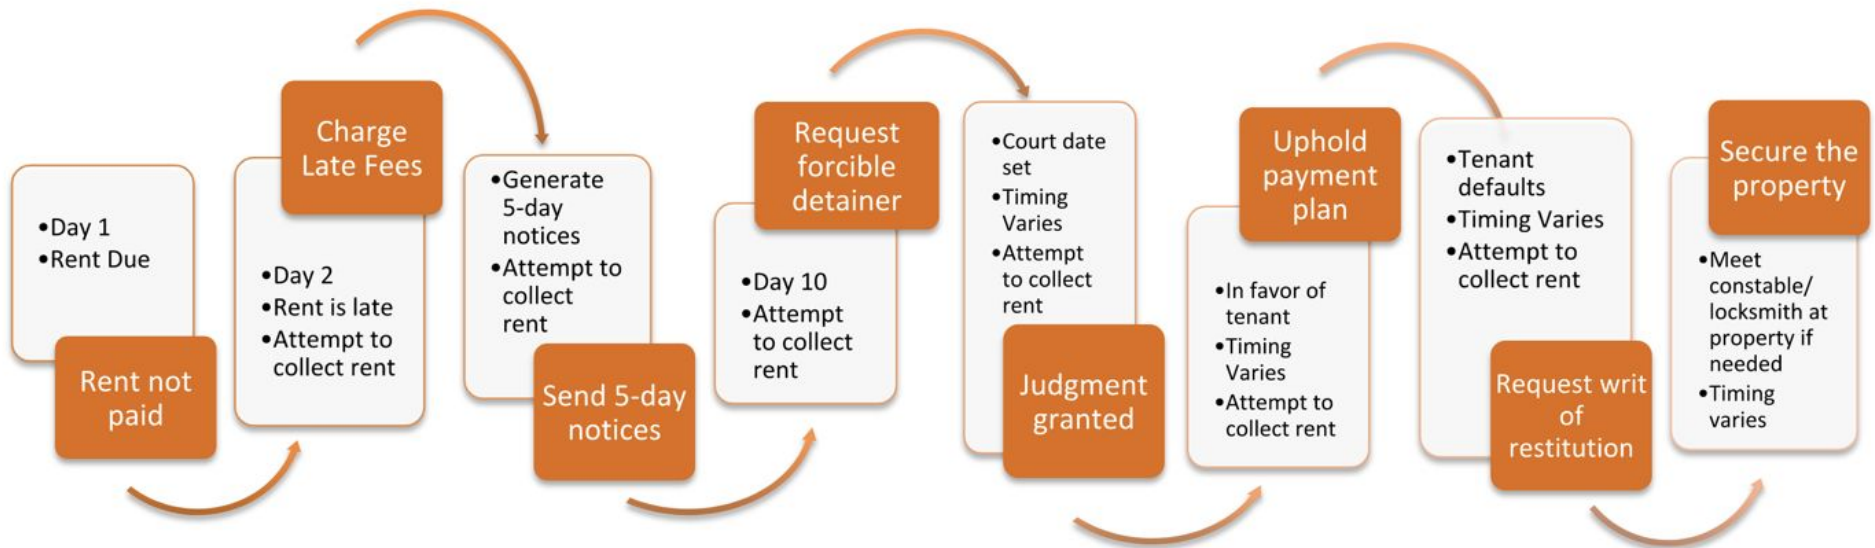 •Day 1
•Rent Due
Rent not
paid
Charge
Late Fees
•Day 2
•Rent is late
•Attempt to
collect rent
•Generate
5-day
notices
•Attempt to
collect
rent
Send 5-day
notices
Request
forcible
detainer
•Day 10
•Attempt
to collect
rent
•Court date
set
•Timing
Varies
•Attempt
to collect
rent
Judgment
granted
Uphold
payment
plan
•In favor of
tenant
•Timing
Varies
•Attempt to
collect rent
•Tenant
defaults
•Timing Varies
•Attempt to
collect rent
Request writ
of
restitution
Secure the
property
•Meet
constable/
locksmith at
property if
needed
•Timing
varies